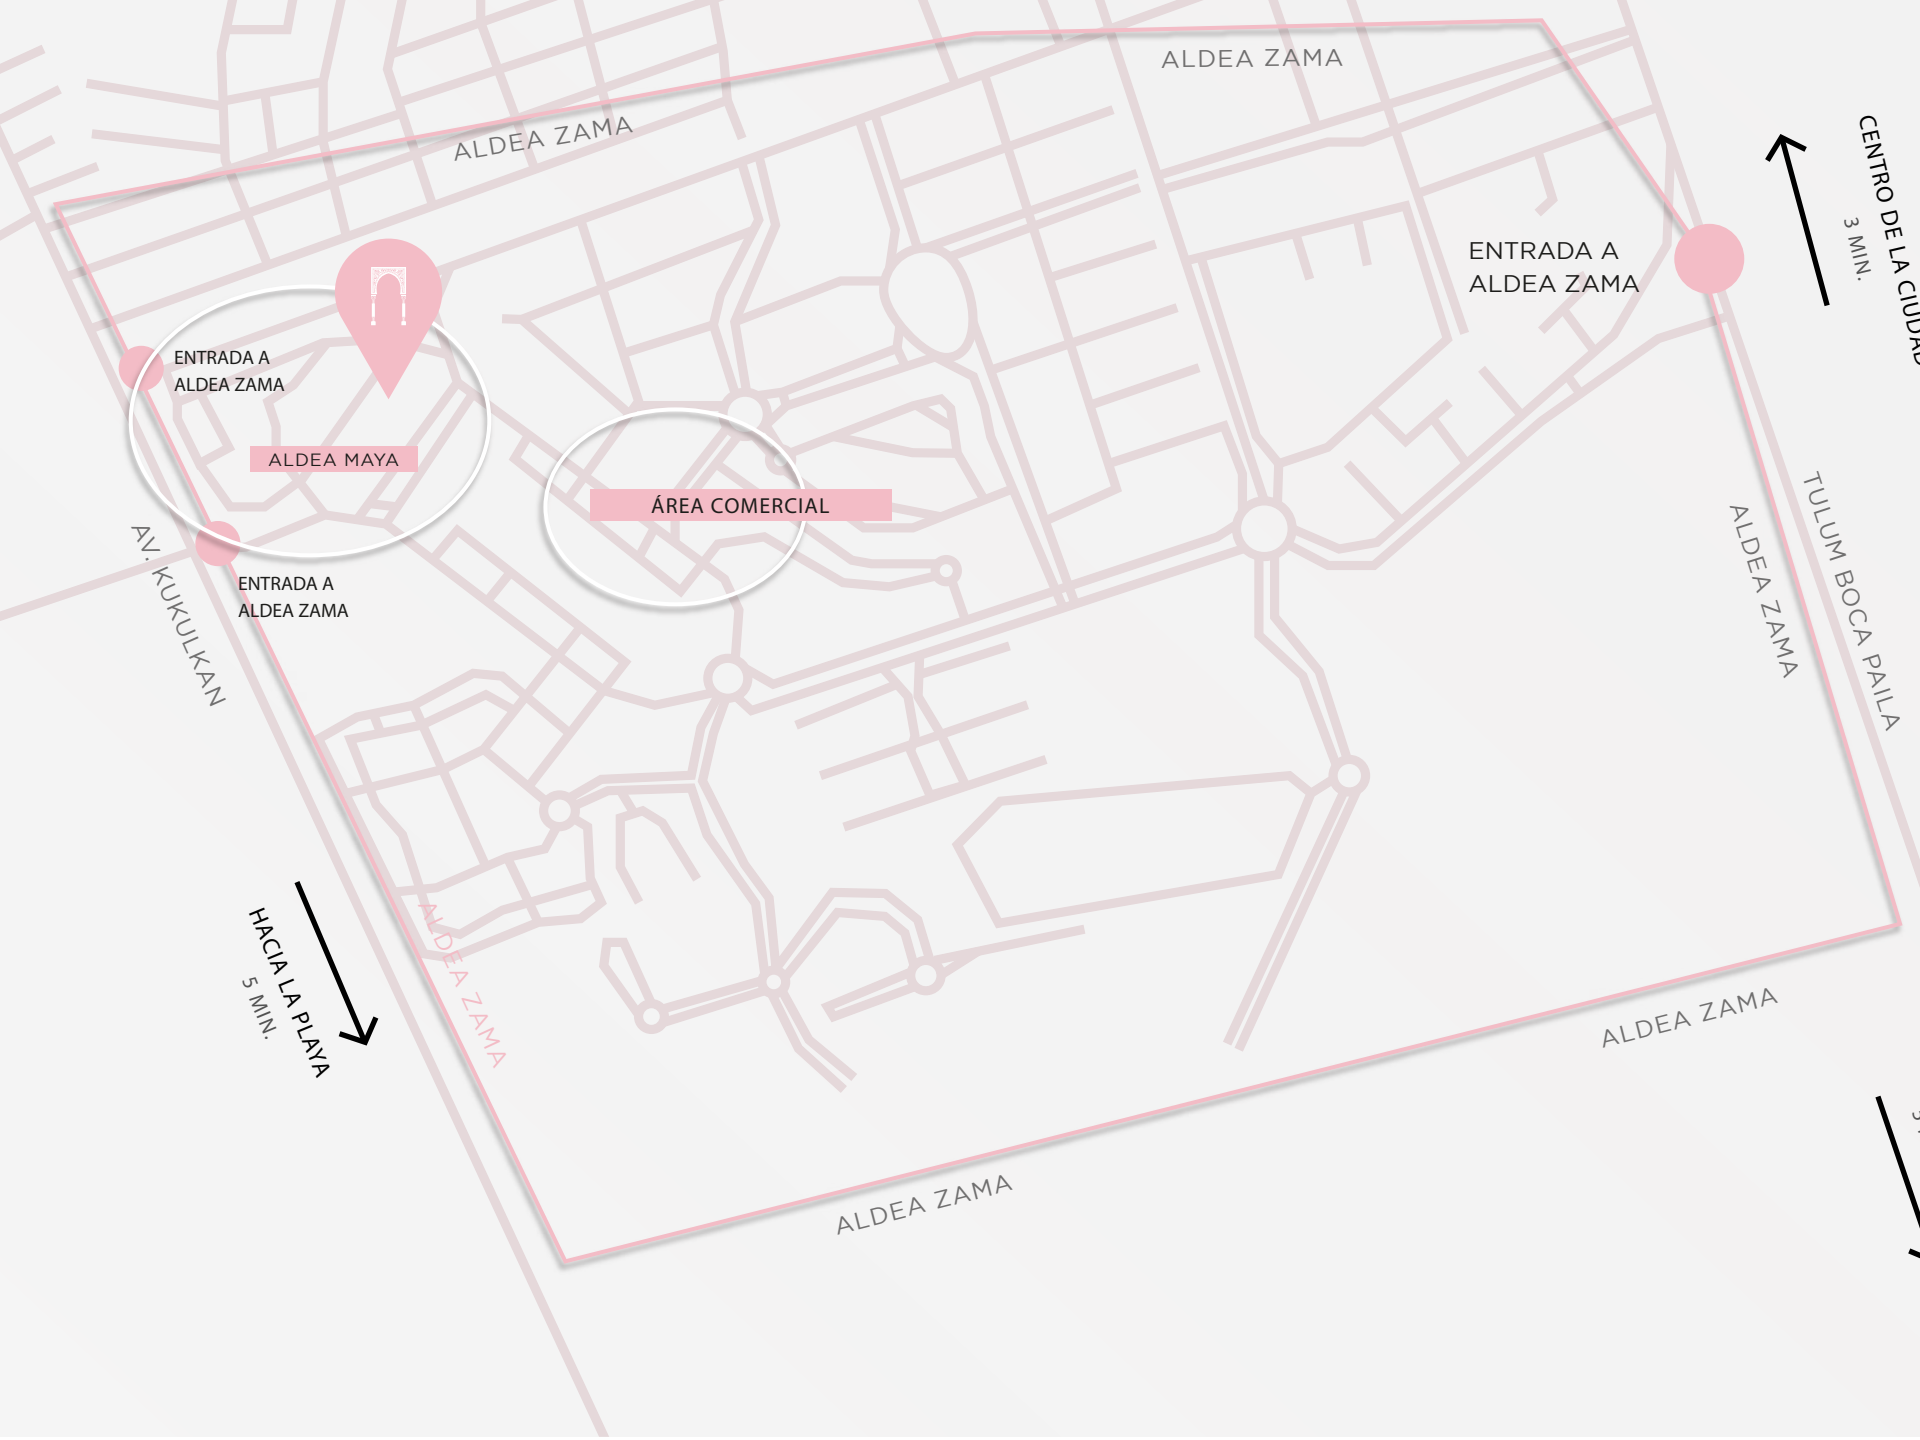 ALDEA ZAMA
ALDEA ZAMA
CENTRO DE LA CIUDAD
3 MIN.
ENTRADA A
ALDEA ZAMA
ENTRADA A
ALDEA ZAMA
ALDEA MAYA
ÁREA COMERCIAL
ENTRADA A
ALDEA ZAMA
AV. KUKULKAN
ALDEA ZAMA
TULUM BOCA PAILA
HACIA LA PLAYA
5 MIN.
ALDEA ZAMA
ALDEA ZAMA
ALDEA ZAMA